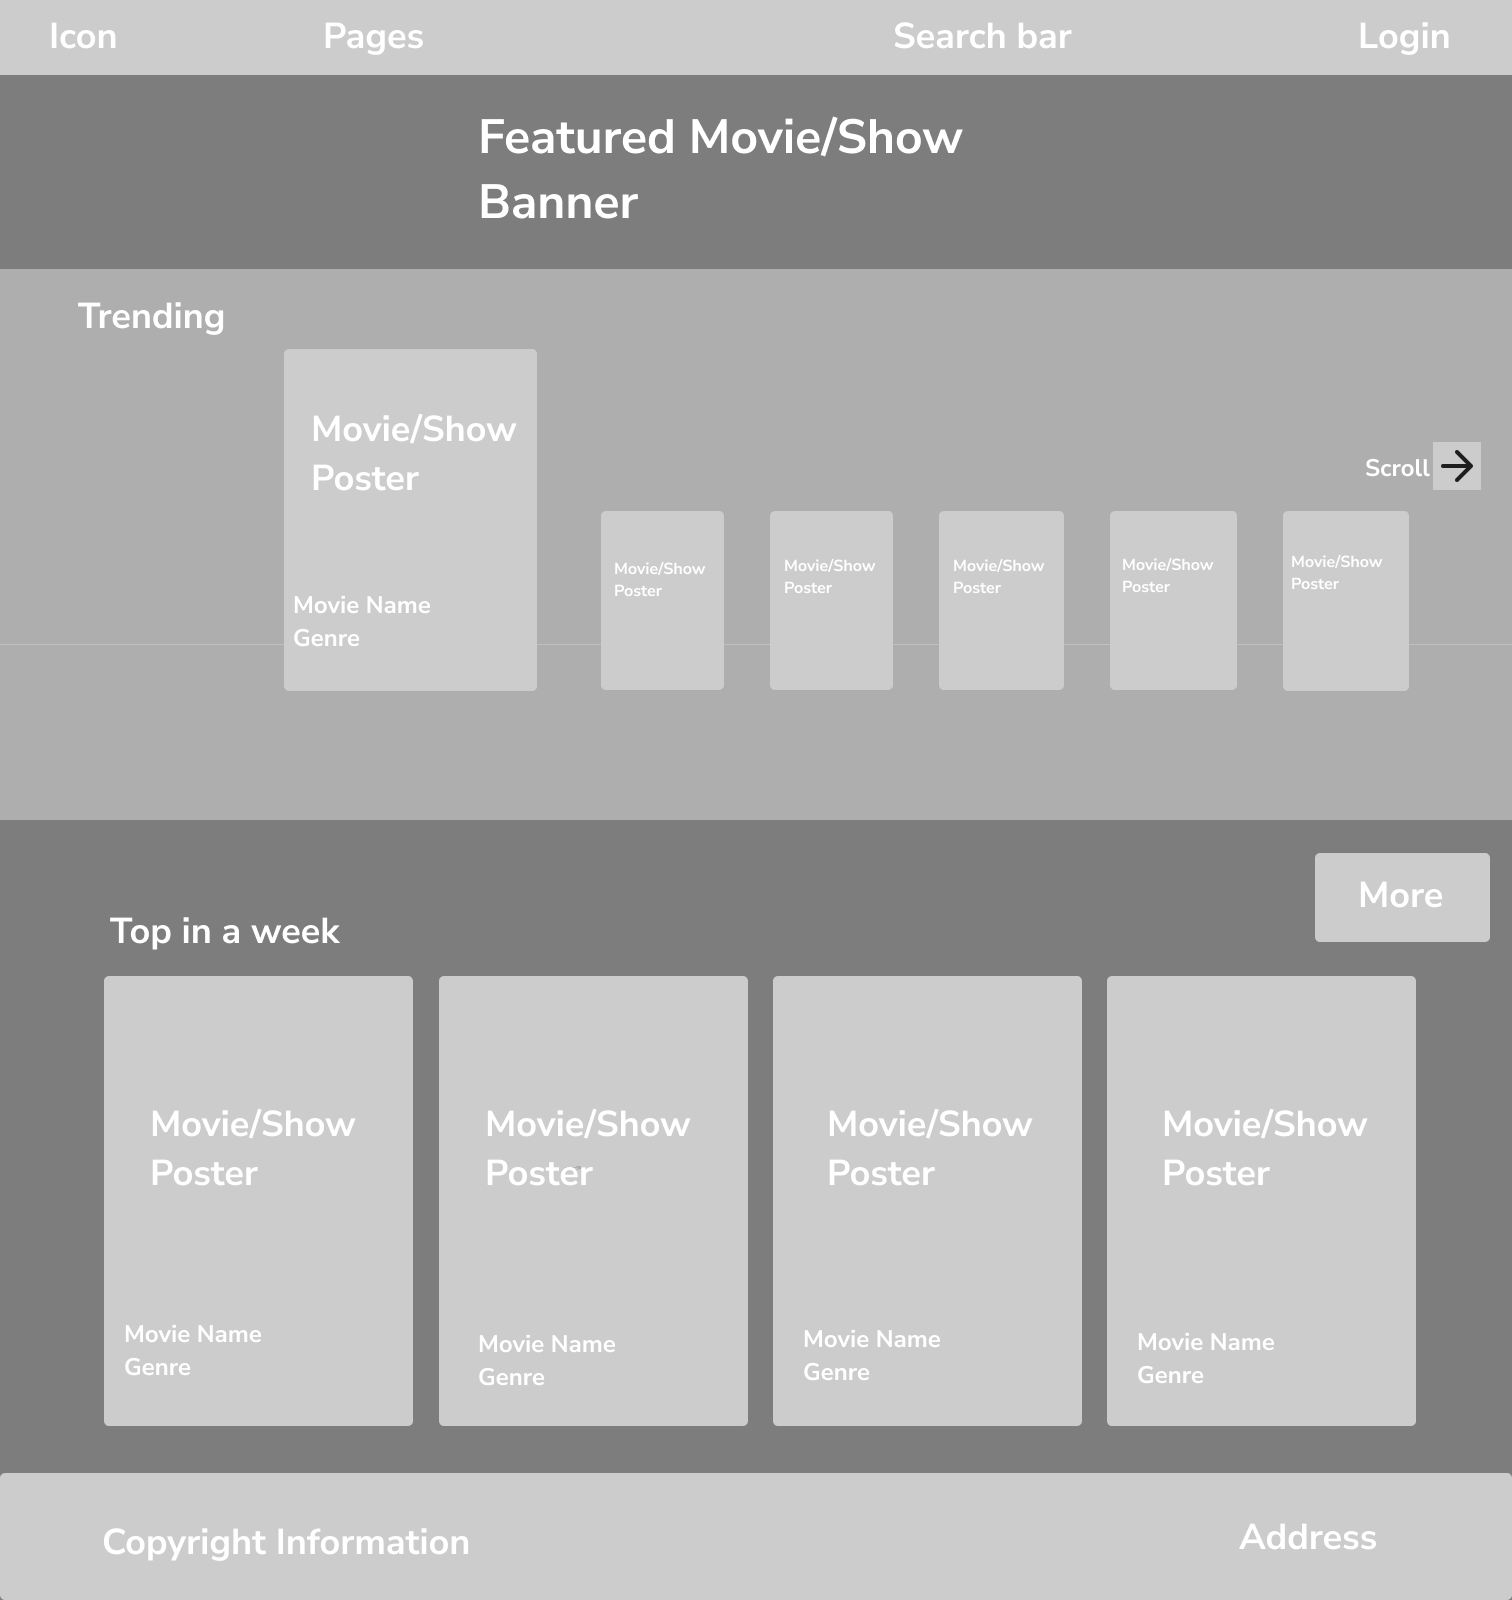 Icon
Pages
Search bar
Login
Featured Movie/Show
Banner
Trending
Movie/Show
Poster
Movie Name
Genre
Scroll
Movie/Show
Poster
Movie/Show
Poster
Movie/Show
Poster
Movie/Show
Poster
Movie/Show
Poster
More
Top in a week
Movie/Show
Poster
Movie Name
Genre
Movie/Show
Poster
Movie Name
Genre
Movie/Show
Poster
Movie Name
Genre
Movie/Show
Poster
Movie Name
Genre
Copyright Information
Address